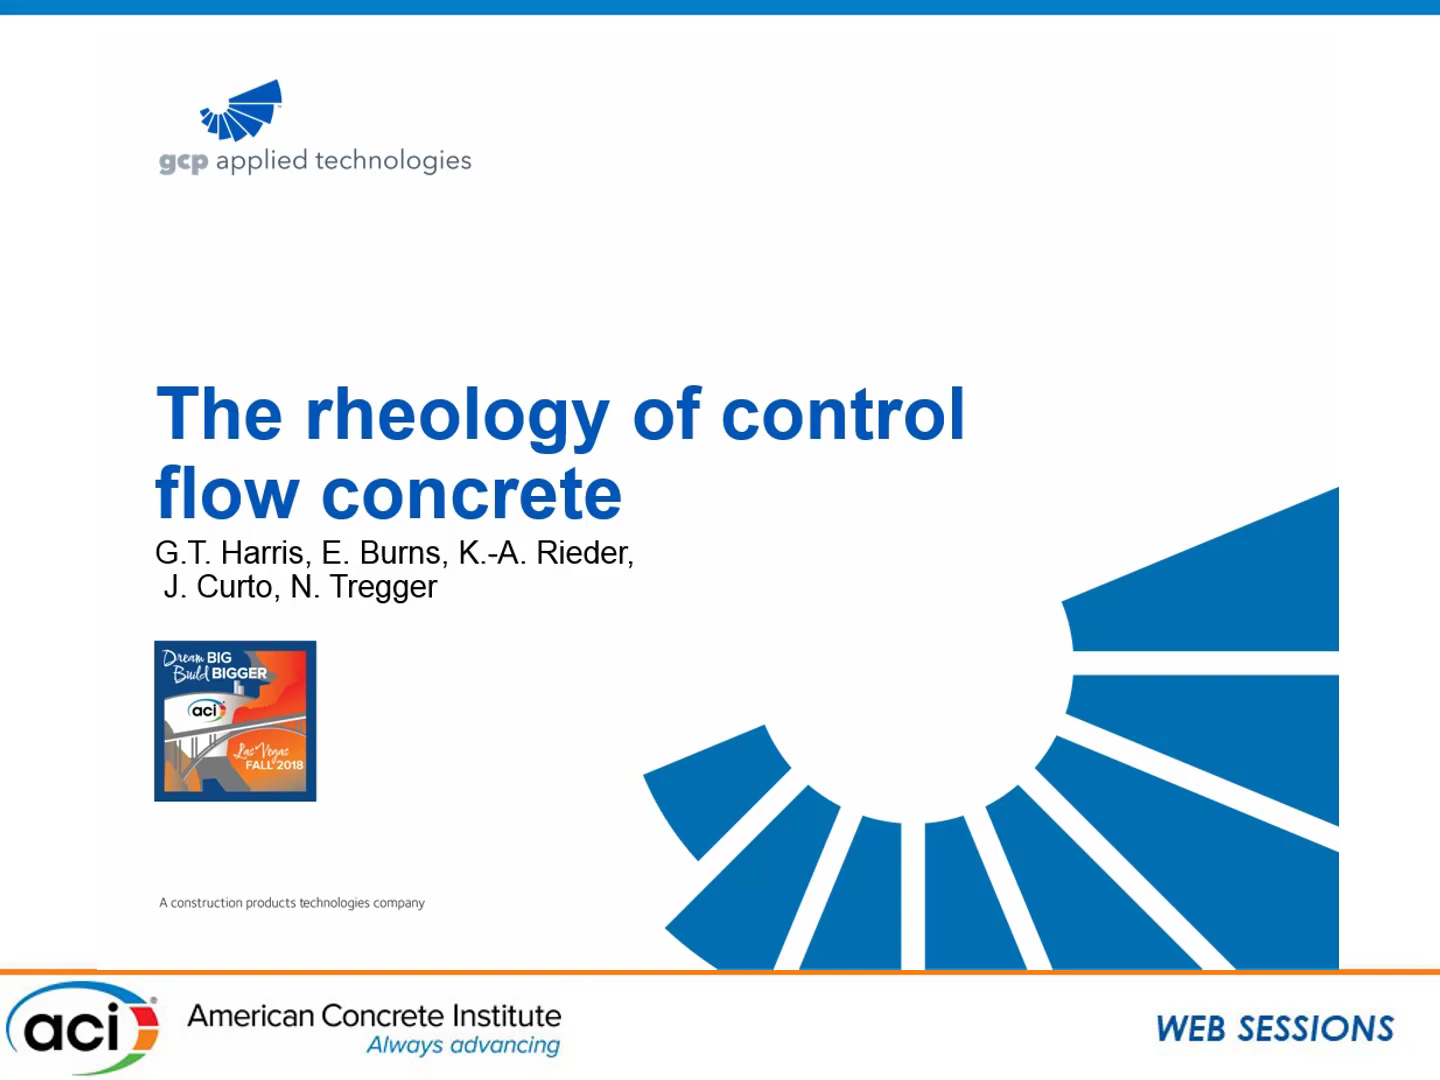 gcp applied technologies
The rheology of control
flow concrete
G.T. Harris, E. Burns, K.-A. Rieder,
J. Curto, N. Tregger
Dream BIG
Build BIGGER
aci
Las Vegas
FALL 2018
A construction products technologies company
aci®
American Concrete Institute
Always advancing
WEB SESSIONS